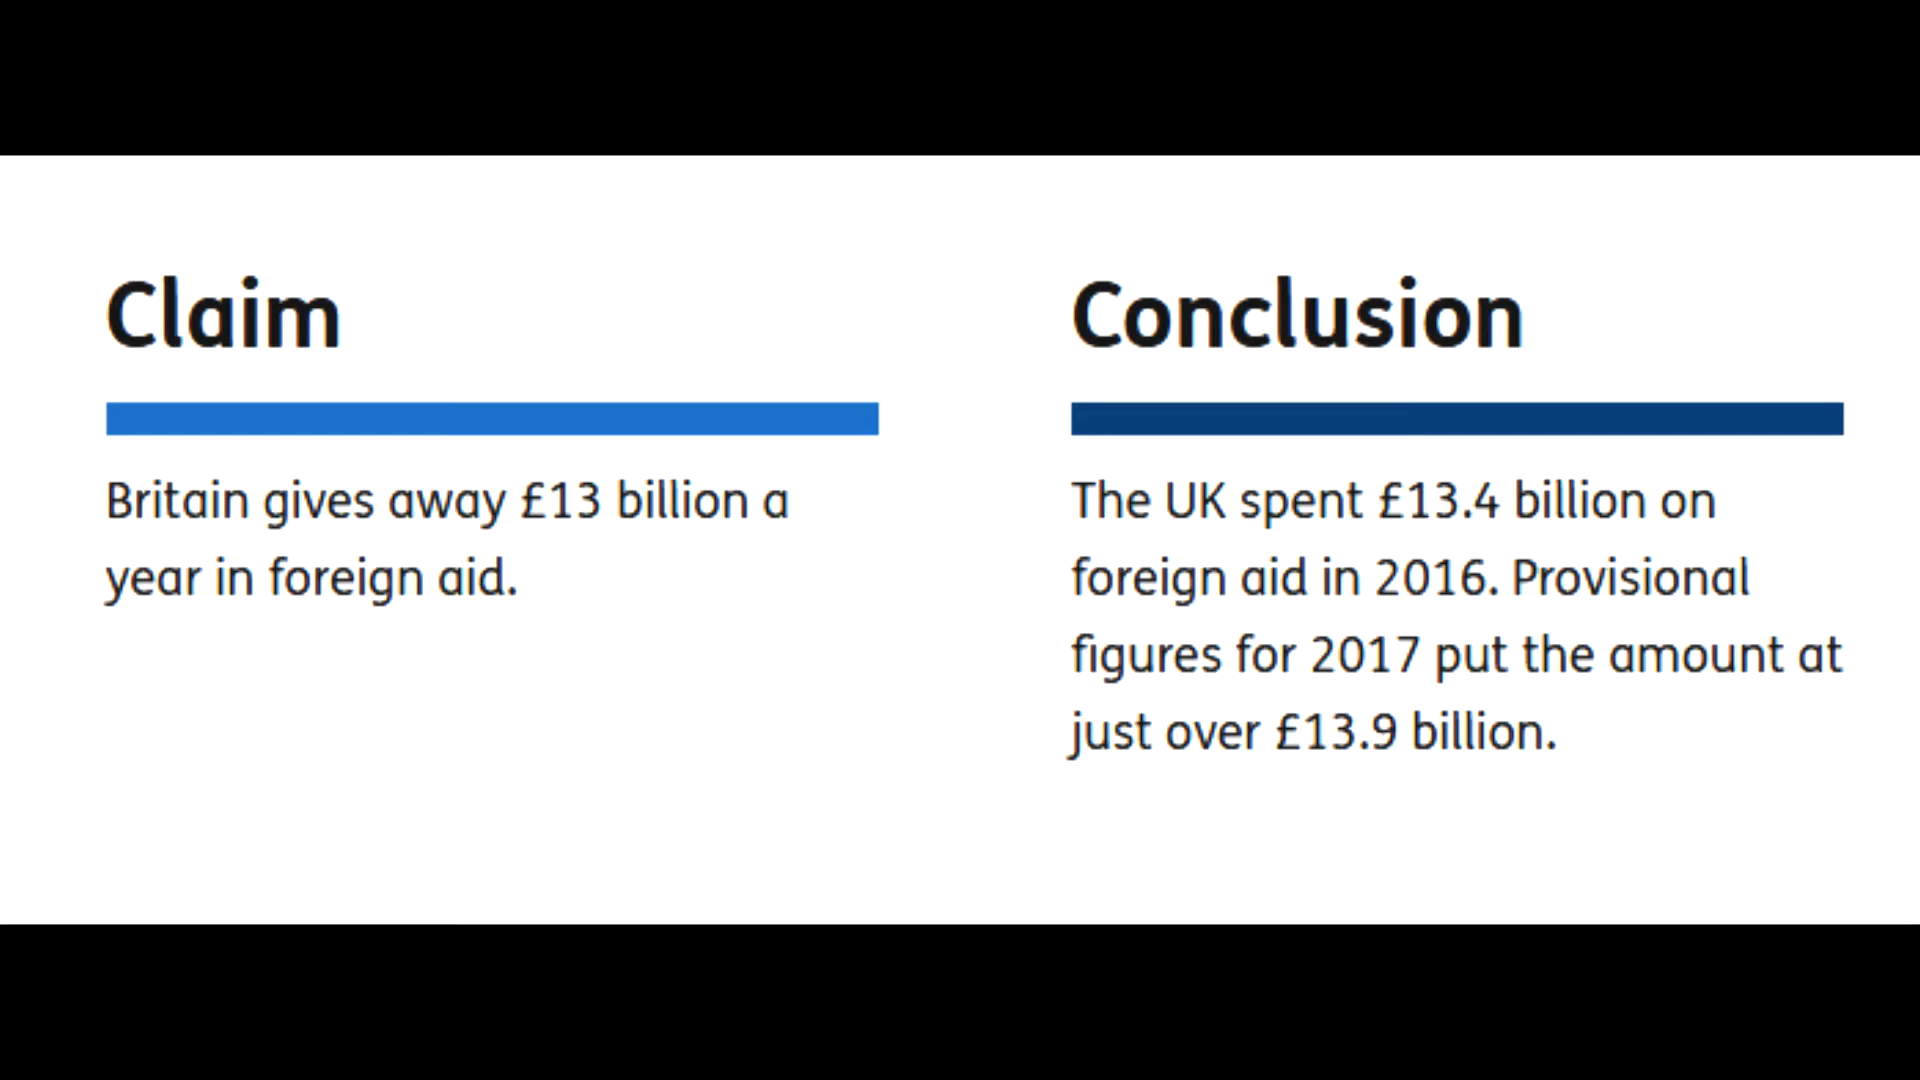 Claim
Britain gives away £13 billion a
year in foreign aid.
Conclusion
The UK spent £13.4 billion on
foreign aid in 2016. Provisional
figures for 2017 put the amount at
just over £13.9 billion.